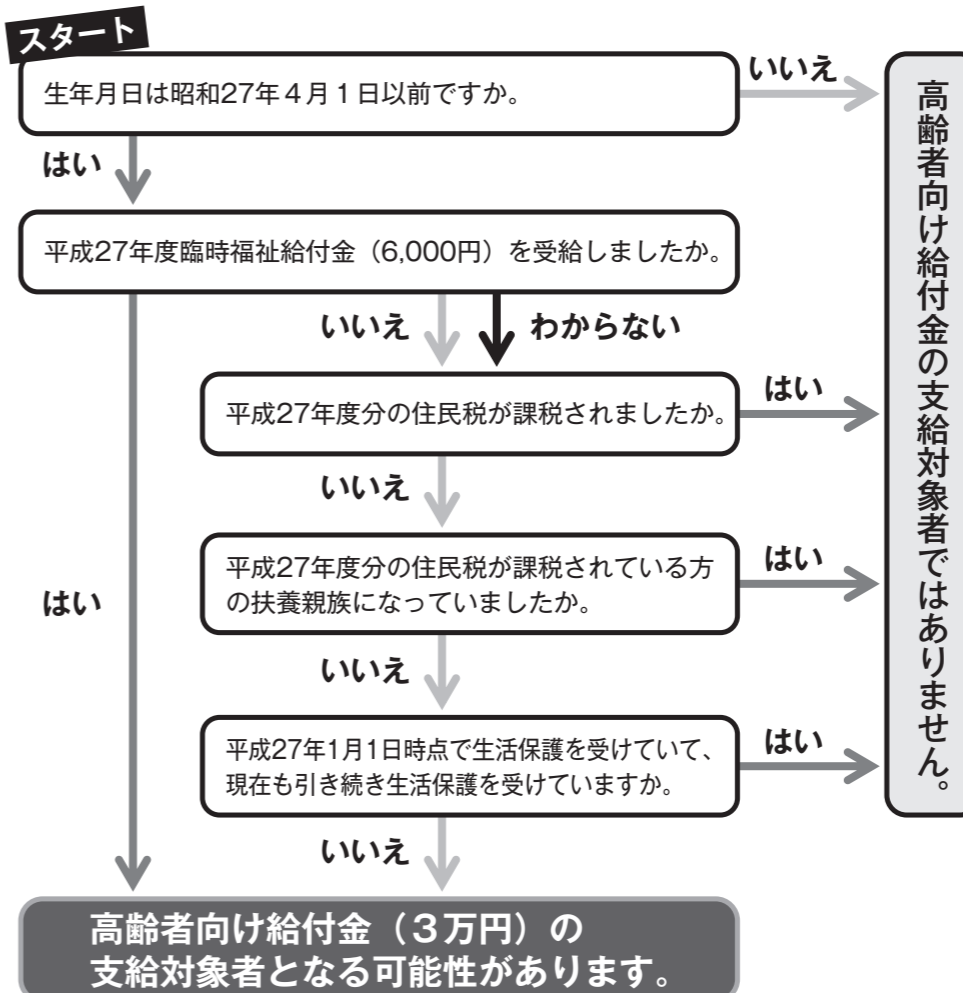 スタート
生年月日は昭和27年４月１日以前ですか。
いいえ
はい
平成27年度臨時福祉給付金（6,000円）を受給しましたか。
いいえ
わからない
平成27年度分の住民税が課税されましたか。
はい
いいえ
平成27年度分の住民税が課税されている方
の扶養親族になっていましたか。
はい
はい
いいえ
平成27年1月1日時点で生活保護を受けていて、
現在も引き続き生活保護を受けていますか。
はい
いいえ
高齢者向け給付金（３万円）の
支給対象者となる可能性があります。
高齢者向け給付金の支給対象者ではありません。